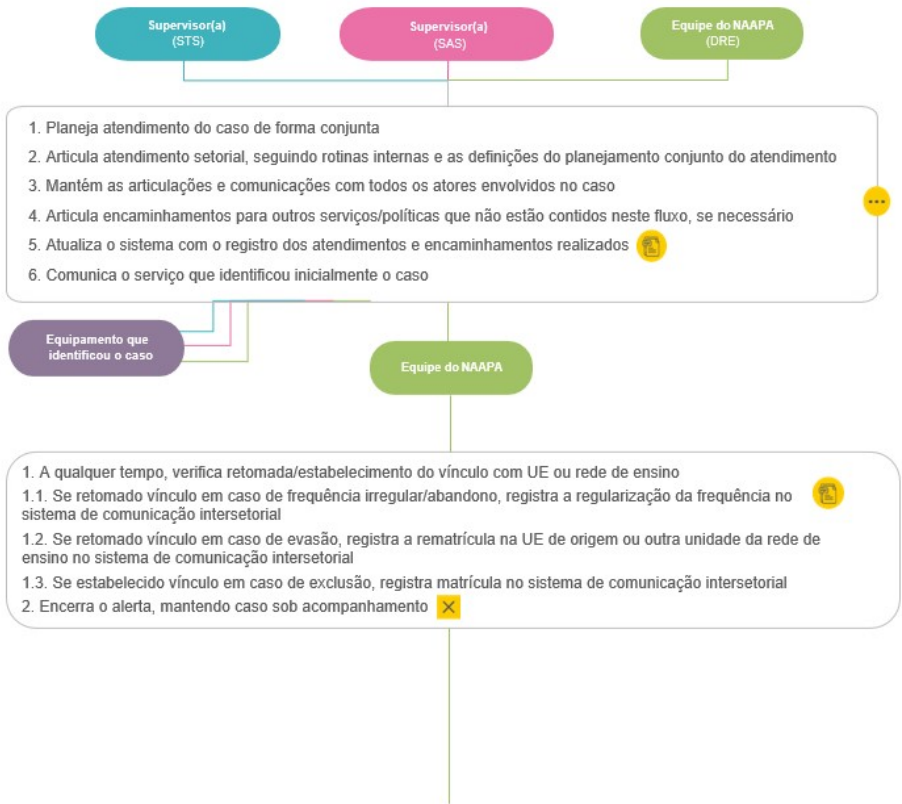 Supervisor(a)
(STS)
Supervisor(a)
(SAS)
Equipe do NAAPA
(DRE)
1. Planeja atendimento do caso de forma conjunta
2. Articula atendimento setorial, seguindo rotinas internas e as definições do planejamento conjunto do atendimento
3. Mantém as articulações e comunicações com todos os atores envolvidos no caso
4. Articula encaminhamentos para outros serviços/políticas que não estão contidos neste fluxo, se necessário
5. Atualiza o sistema com o registro dos atendimentos e encaminhamentos realizados
6. Comunica o serviço que identificou inicialmente o caso
Equipamento que
identificou o caso
Equipe do NAAPA
1. A qualquer tempo, verifica retomada/estabelecimento do vínculo com UE ou rede de ensino
1.1. Se retomado vínculo em caso de frequência irregular/abandono, registra a regularização da frequência no
sistema de comunicação intersetorial
1.2. Se retomado vínculo em caso de evasão, registra a rematrícula na UE de origem ou outra unidade da rede de
ensino no sistema de comunicação intersetorial
1.3. Se estabelecido vínculo em caso de exclusão, registra matrícula no sistema de comunicação intersetorial
2. Encerra o alerta, mantendo caso sob acompanhamento